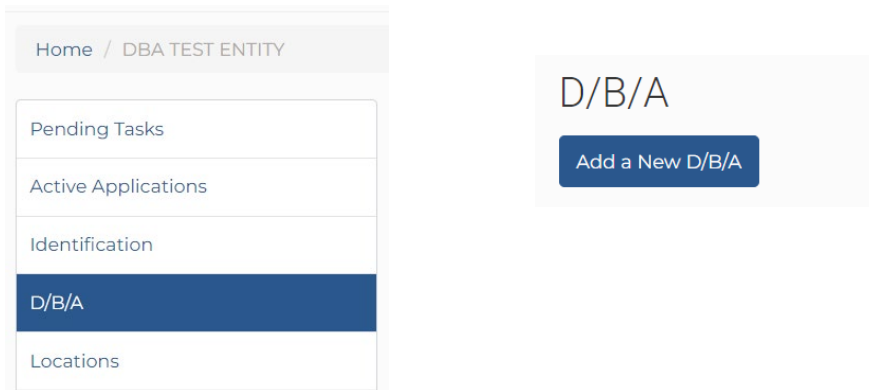 Home / DBA TEST ENTITY
Pending Tasks
Active Applications
Identification
D/B/A
Locations
D/B/A
Add a New D/B/A